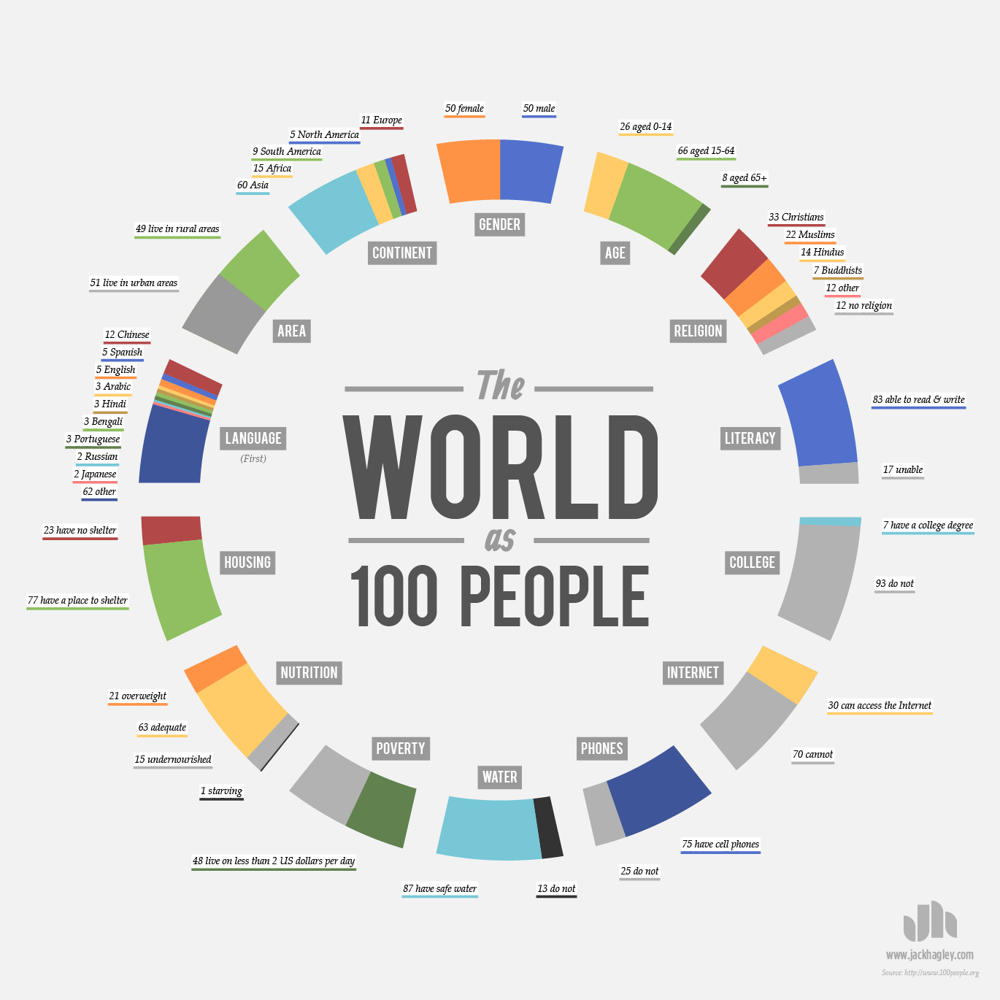 The
WORLD
as
100 PEOPLE
GENDER
50 female
50 male
AGE
26 aged 0-14
66 aged 15-64
8 aged 65+
RELIGION
33 Christians
22 Muslims
14 Hindus
7 Buddhists
12 other
12 no religion
LITERACY
83 able to read & write
17 unable
COLLEGE
7 have a college degree
93 do not
INTERNET
30 can access the Internet
70 cannot
PHONES
75 have cell phones
25 do not
WATER
87 have safe water
13 do not
POVERTY
48 live on less than 2 US dollars per day
NUTRITION
21 overweight
63 adequate
15 undernourished
1 starving
HOUSING
23 have no shelter
77 have a place to shelter
LANGUAGE
(First)
12 Chinese
5 Spanish
5 English
3 Arabic
3 Hindi
3 Bengali
3 Portuguese
2 Russian
2 Japanese
62 other
AREA
49 live in rural areas
51 live in urban areas
CONTINENT
11 Europe
5 North America
9 South America
15 Africa
60 Asia
www.jackhagley.com
Source: http://www.100people.org